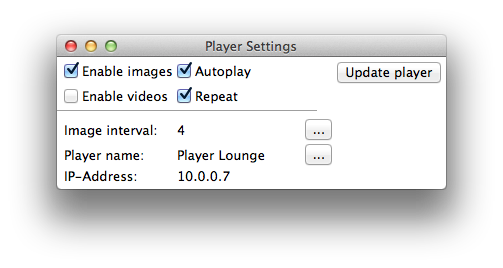 Player Settings
Enable images Autoplay Update player
Enable videos Repeat
Image interval: 4 ...
Player name: Player Lounge ...
IP-Address: 10.0.0.7